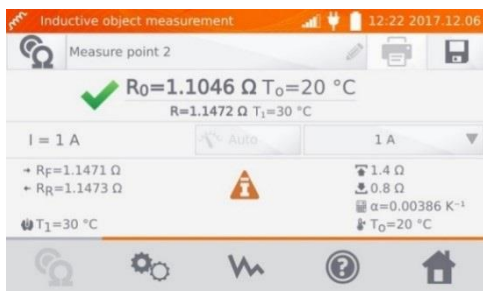 Inductive object measurement 12:22 2017.12.06
Measure point 2
R0=1.1046 Ω To=20 °C
R=1.1472 Ω T1=30 °C
I = 1 A Auto 1 A
RF=1.1471 Ω 1.4 Ω
RR=1.1473 Ω 0.8 Ω
α=0.00386 K⁻¹
T1=30 °C To=20 °C